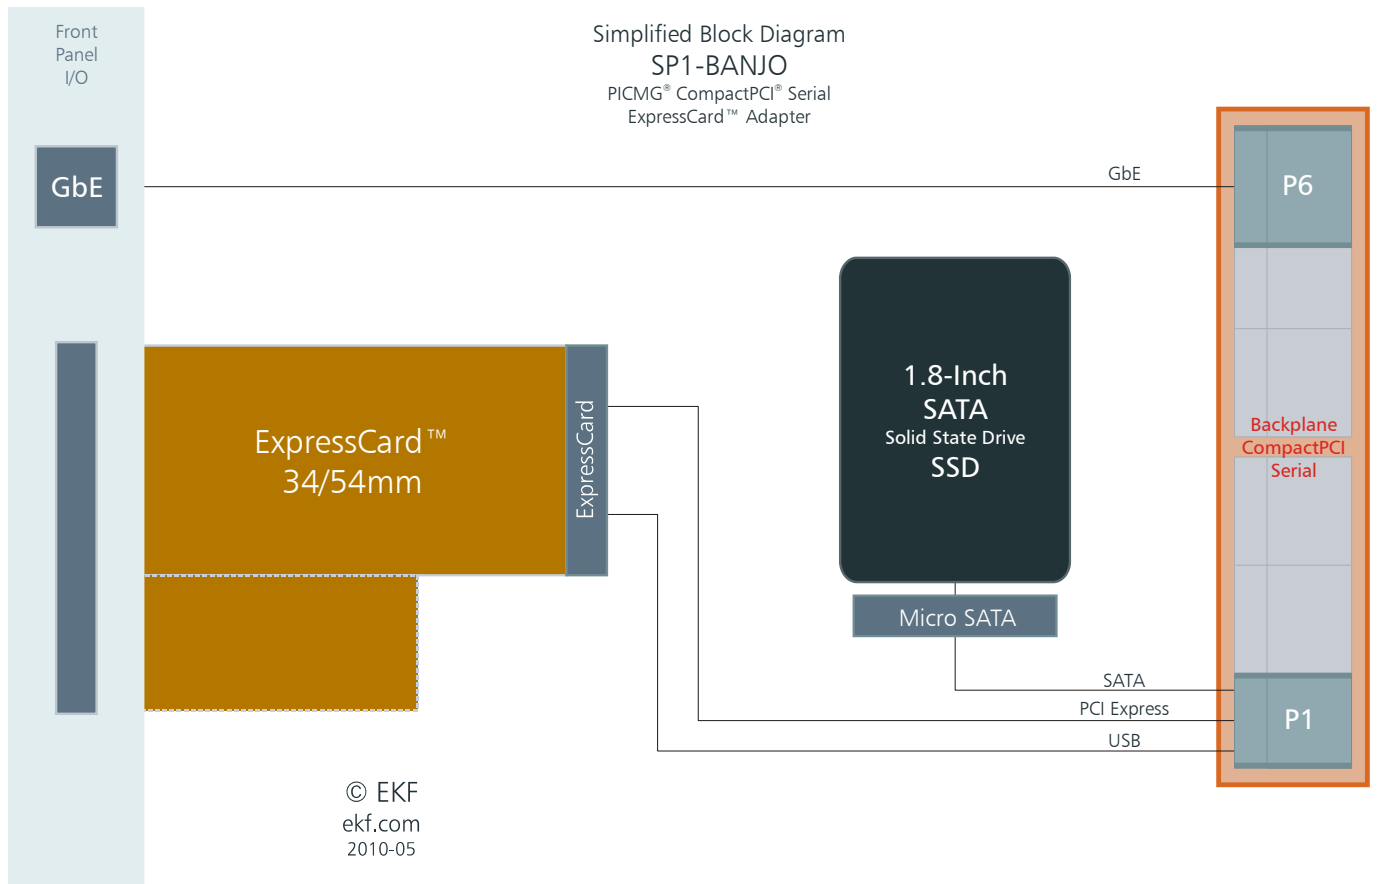 Front
Panel
I/O
Simplified Block Diagram
SP1-BANJO
PICMG® CompactPCI® Serial
ExpressCard™ Adapter
GbE
GbE
P6
1.8-Inch
SATA
Solid State Drive
SSD
Backplane
CompactPCI
Serial
ExpressCard™
34/54mm
ExpressCard
Micro SATA
SATA
PCI Express
USB
P1
© EKF
ekf.com
2010-05